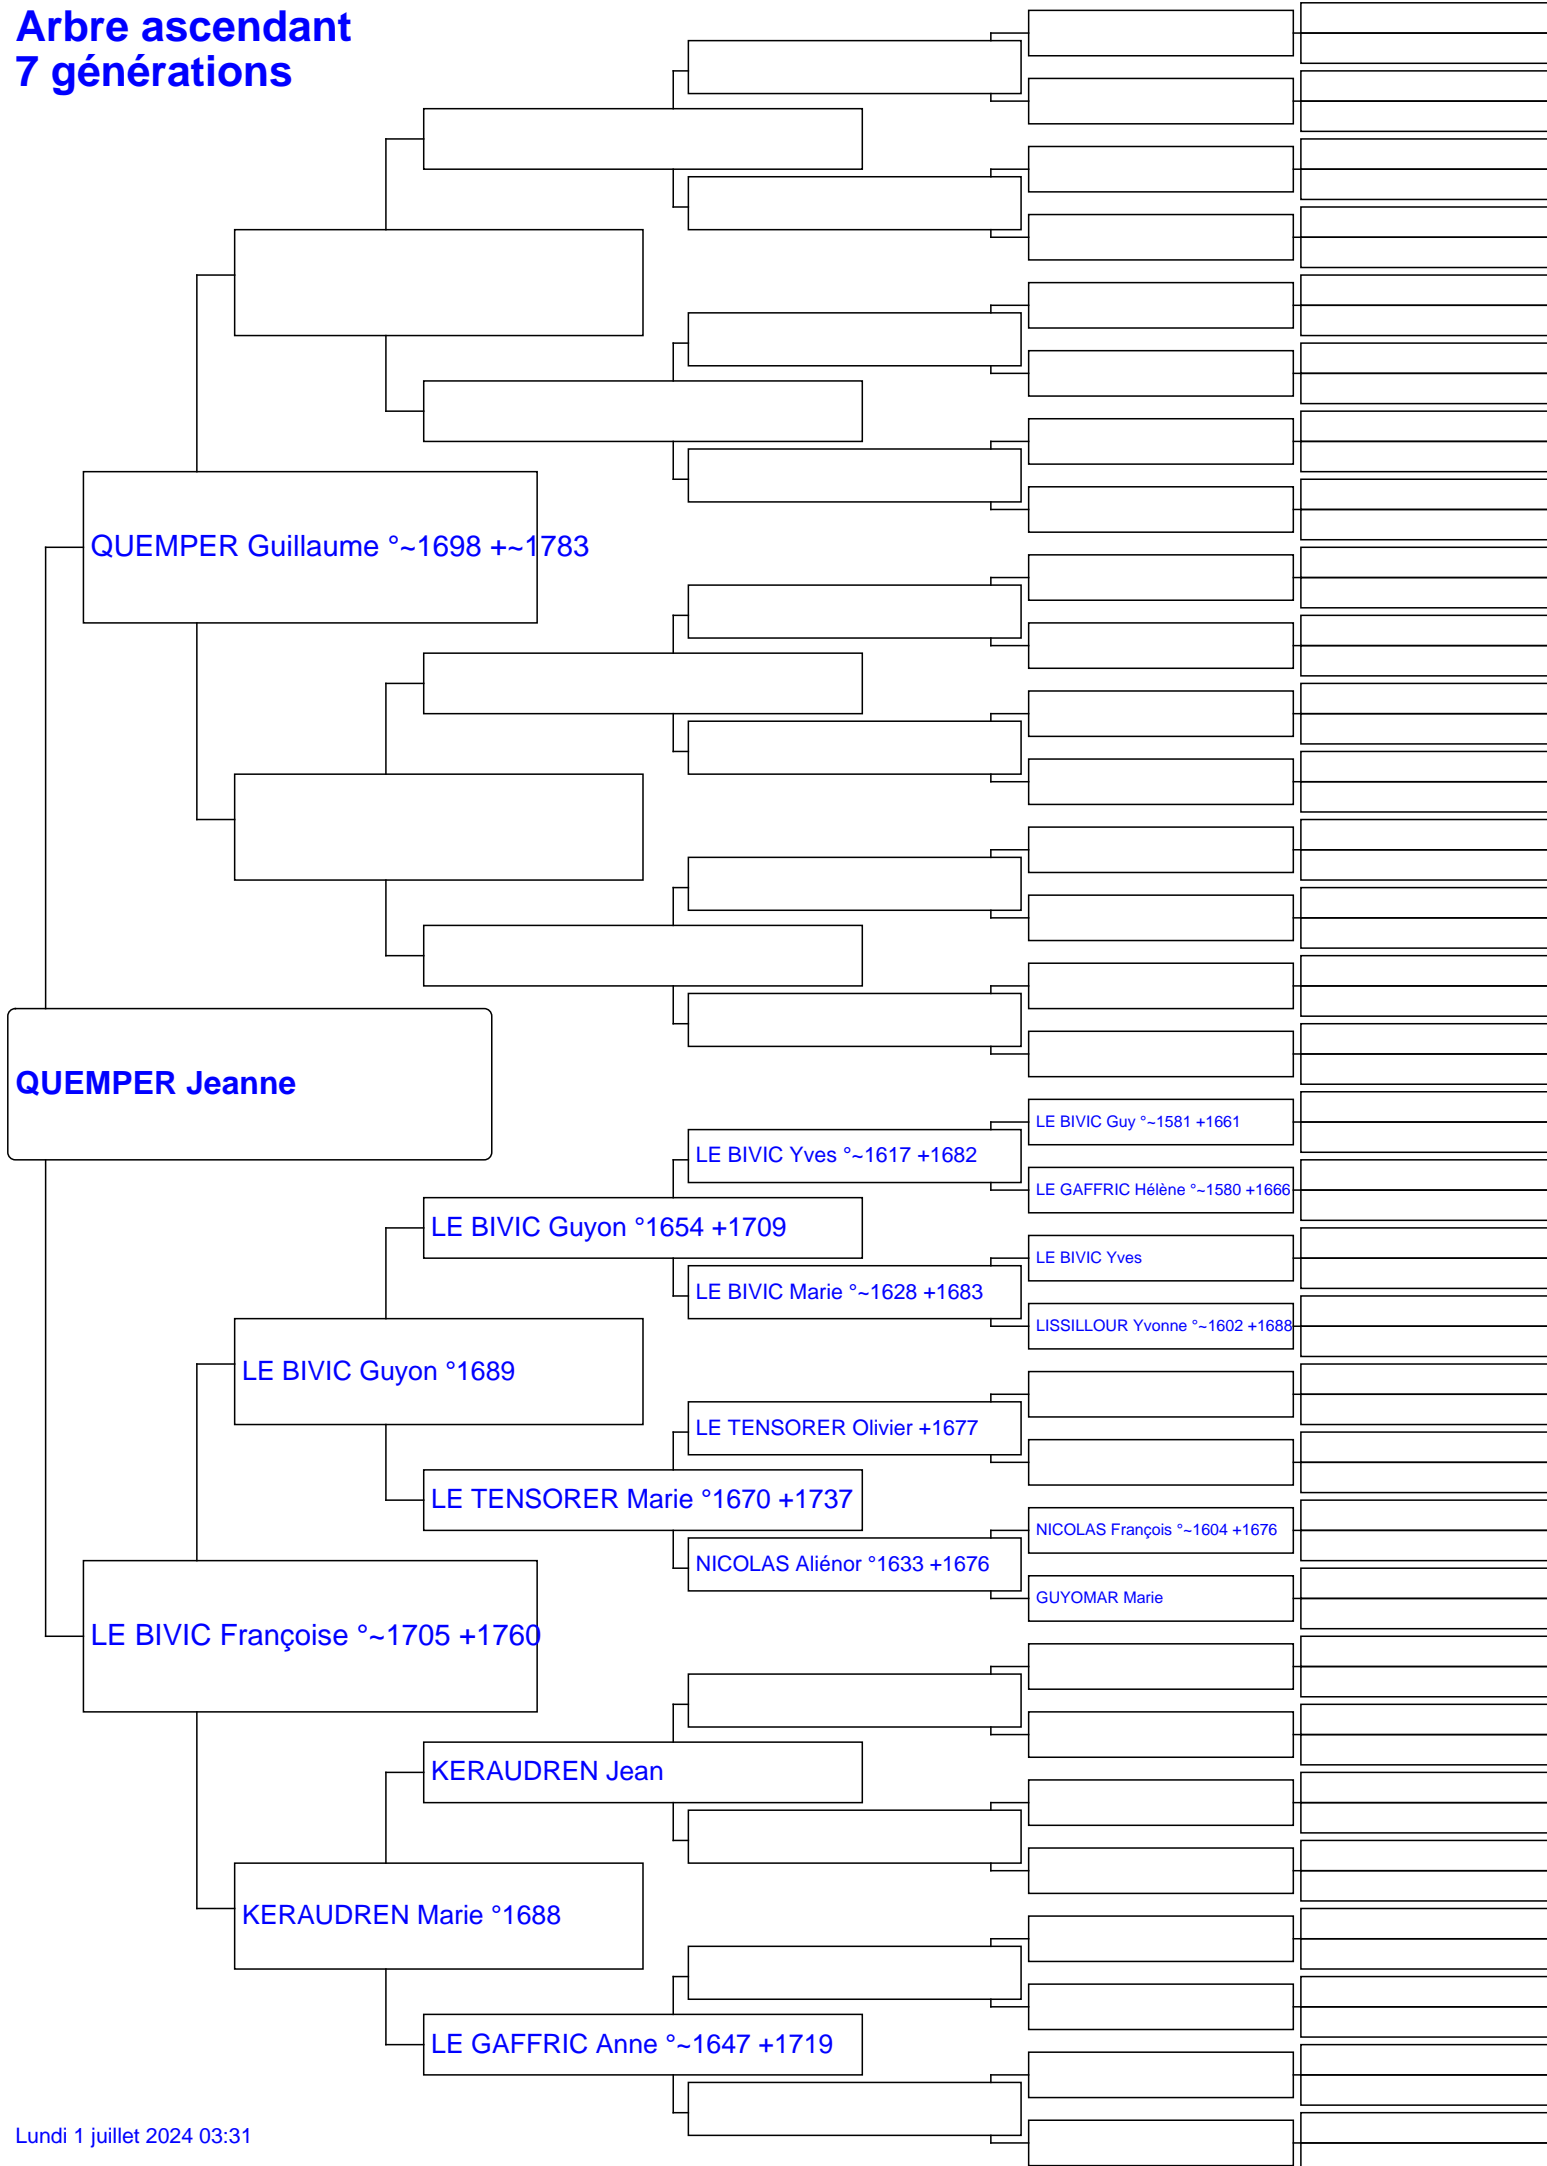 Arbre ascendant
7 générations
QUEMPER Guillaume °~1698 +~1783
QUEMPER Jeanne
LE BIVIC Guy °~1581 +1661
LE BIVIC Yves °~1617 +1682
LE GAFFRIC Hélène °~1580 +1666
LE BIVIC Guyon °1654 +1709
LE BIVIC Yves
LE BIVIC Marie °~1628 +1683
LISSILLOUR Yvonne °~1602 +1688
LE BIVIC Guyon °1689
LE TENSORER Olivier +1677
LE TENSORER Marie °1670 +1737
NICOLAS François °~1604 +1676
NICOLAS Aliénor °1633 +1676
GUYOMAR Marie
LE BIVIC Françoise °~1705 +1760
KERAUDREN Jean
KERAUDREN Marie °1688
LE GAFFRIC Anne °~1647 +1719
Lundi 1 juillet 2024 03:31